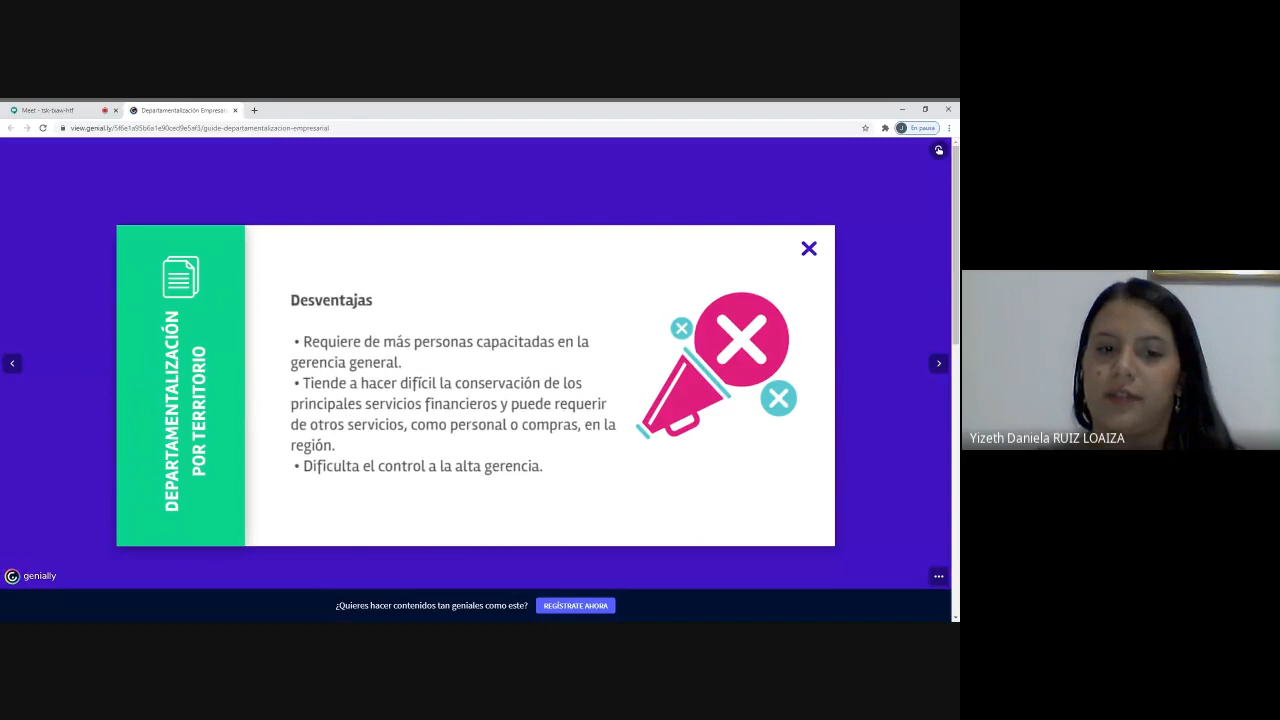 Meet - tsk-bxaw-htf
Departamentalización Empresar
view.genial.ly/5f6e1a95b6a1e90ced9e5af3/guide-departamentalizacion-empresarial
J
En pausa
DEPARTAMENTALIZACIÓN
POR TERRITORIO
Desventajas
• Requiere de más personas capacitadas en la
gerencia general.
• Tiende a hacer difícil la conservación de los
principales servicios financieros y puede requerir
de otros servicios, como personal o compras, en la
región.
• Dificulta el control a la alta gerencia.
genially
¿Quieres hacer contenidos tan geniales como este?
REGÍSTRATE AHORA
Yizeth Daniela RUIZ LOAIZA